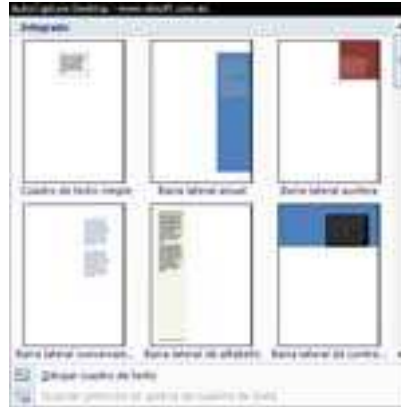 Integrado
Cuadro de texto simple
Barra lateral anual
Barra lateral austera
Barra lateral conservado...
Barra lateral de alfabeto
Barra lateral de contra...
Dibujar cuadro de texto